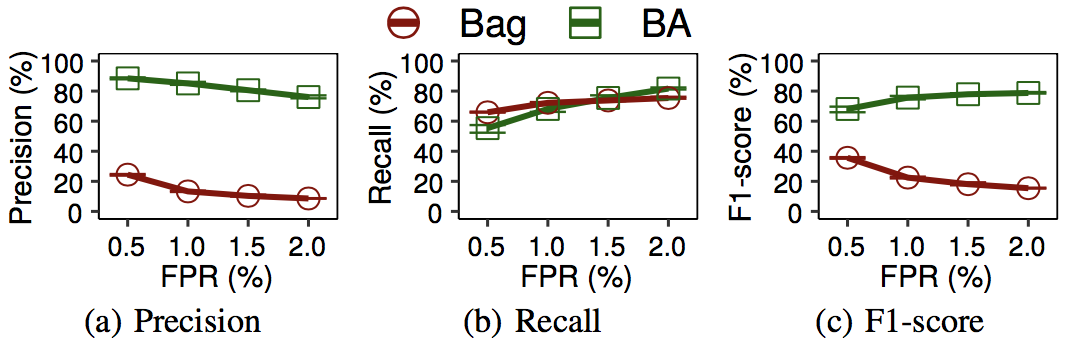 Bag BA
Precision (%)
100
80
60
40
20
0
0.5 1.0 1.5 2.0
FPR (%)
(a) Precision
Recall (%)
100
80
60
40
20
0
0.5 1.0 1.5 2.0
FPR (%)
(b) Recall
F1-score (%)
100
80
60
40
20
0
0.5 1.0 1.5 2.0
FPR (%)
(c) F1-score